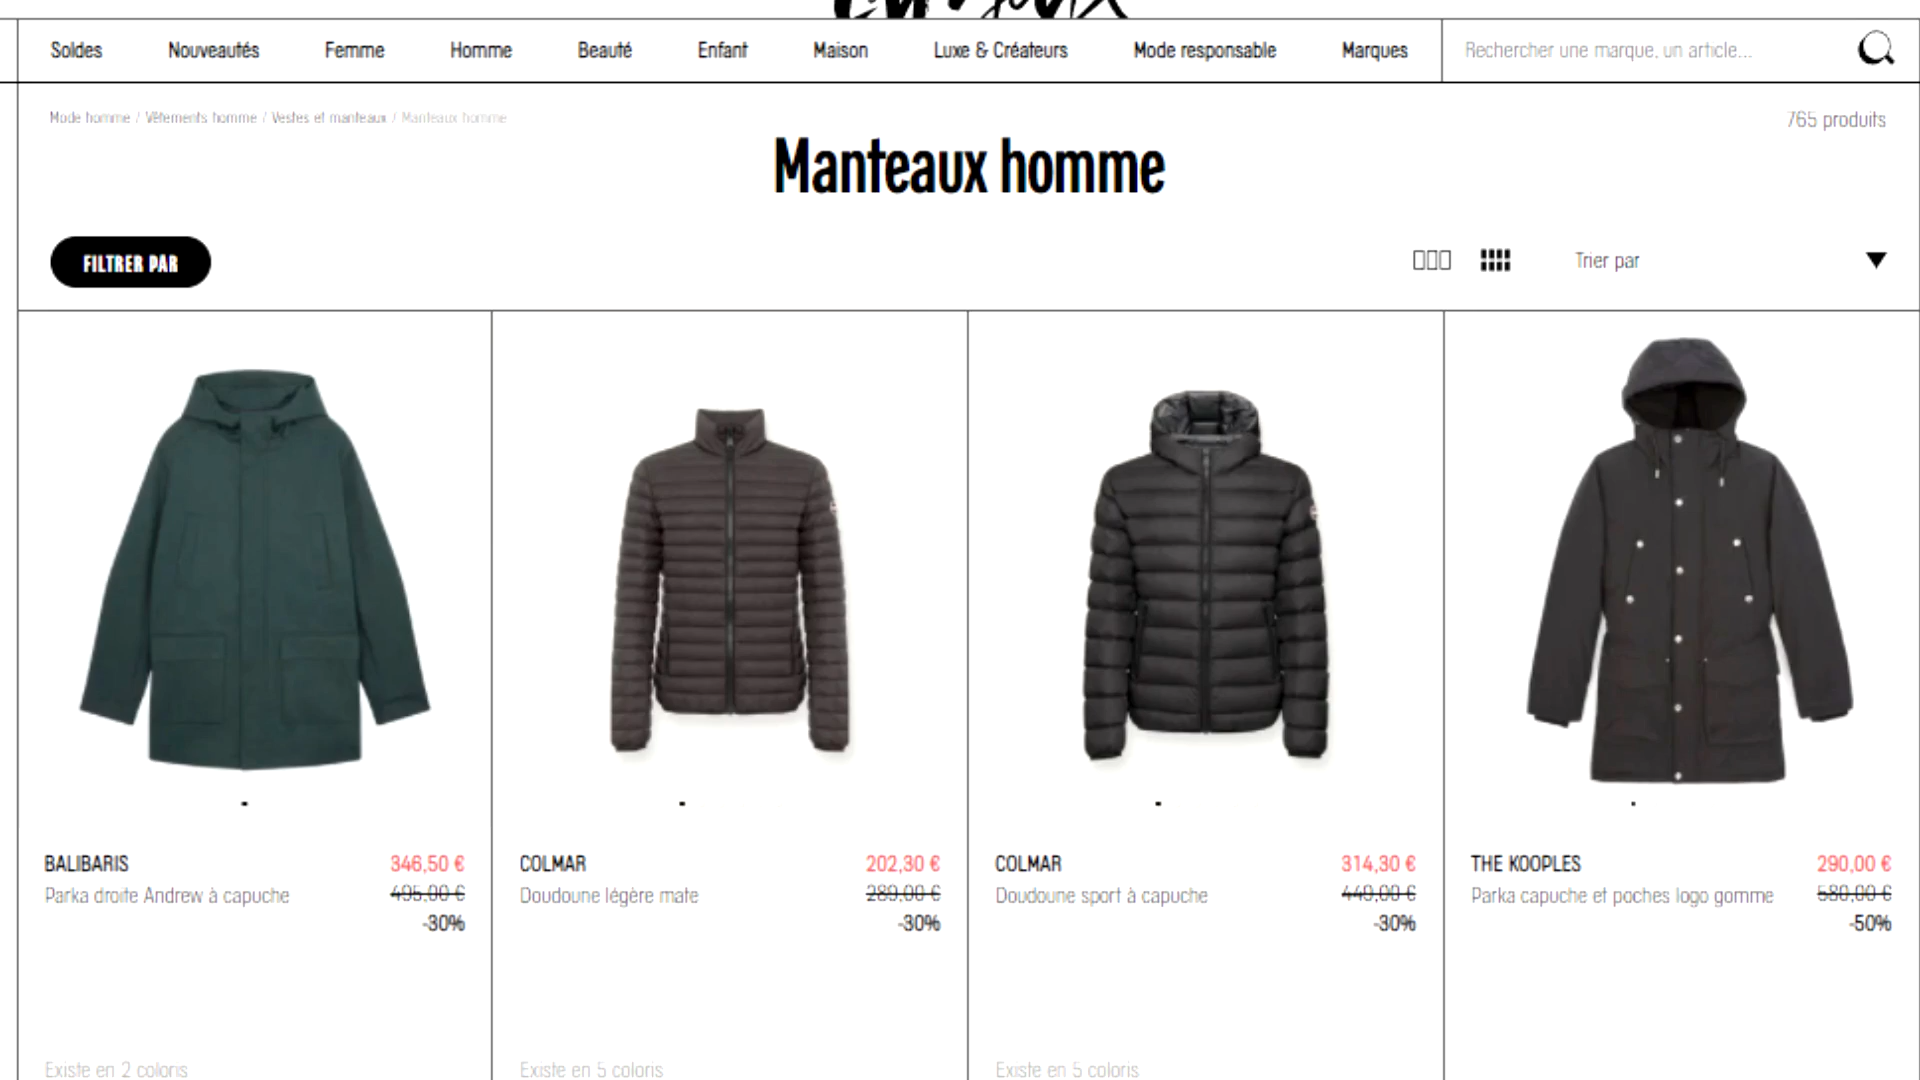 Soldes Nouveautés Femme Homme Beauté Enfant Maison Luxe & Créateurs Mode responsable Marques Rechercher une marque, un article...
Mode homme / Vêtements homme / Vestes et manteaux / Manteaux homme
765 produits
Manteaux homme
FILTRER PAR
Trier par
BALIBARIS 346,50 €
Parka droite Andrew à capuche 495,00 €
-30%
COLMAR 202,30 €
Doudoune légère mate 289,00 €
-30%
COLMAR 314,30 €
Doudoune sport à capuche 449,00 €
-30%
THE KOOPLES 290,00 €
Parka capuche et poches logo gomme 580,00 €
-50%
Existe en 2 coloris
Existe en 5 coloris
Existe en 5 coloris